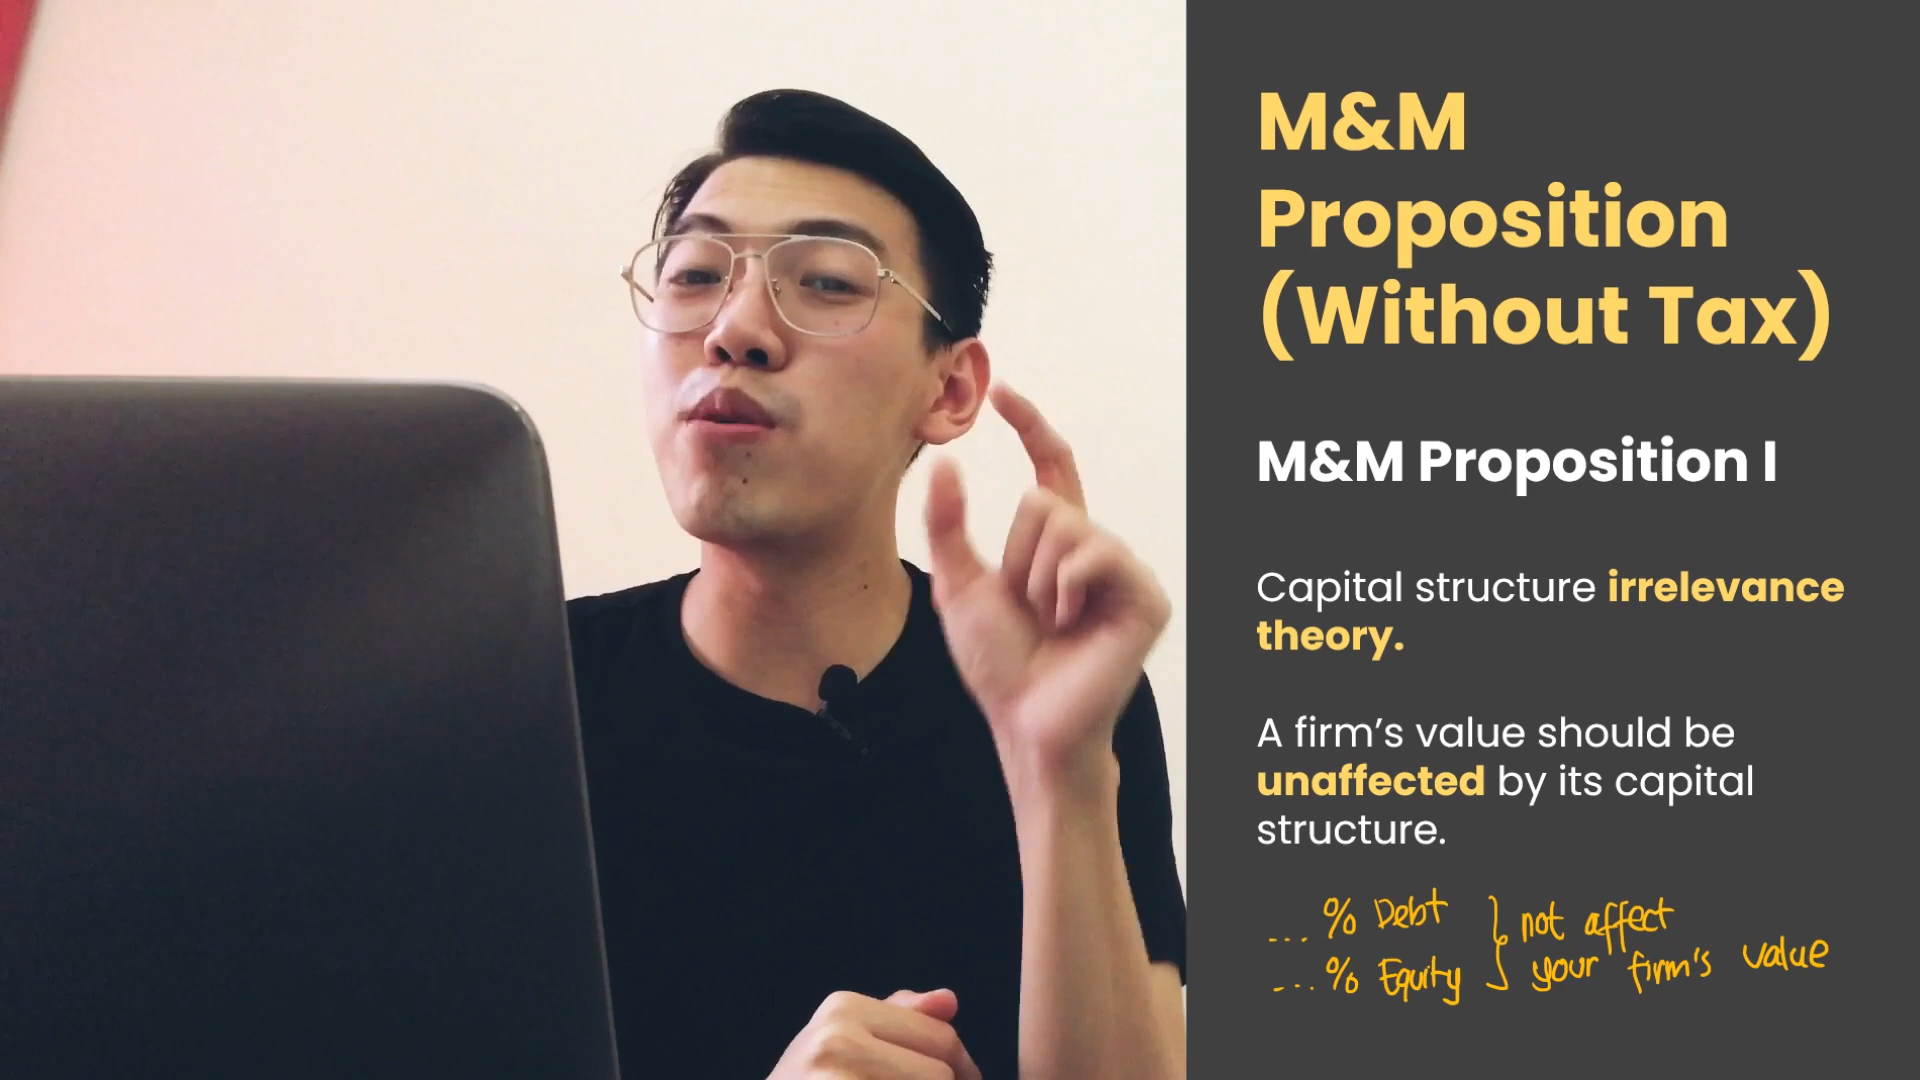 M&M
Proposition
(Without Tax)
M&M Proposition I
Capital structure irrelevance
theory.
A firm’s value should be
unaffected by its capital
structure.
... % Debt } not affect
... % Equity } your firm's value